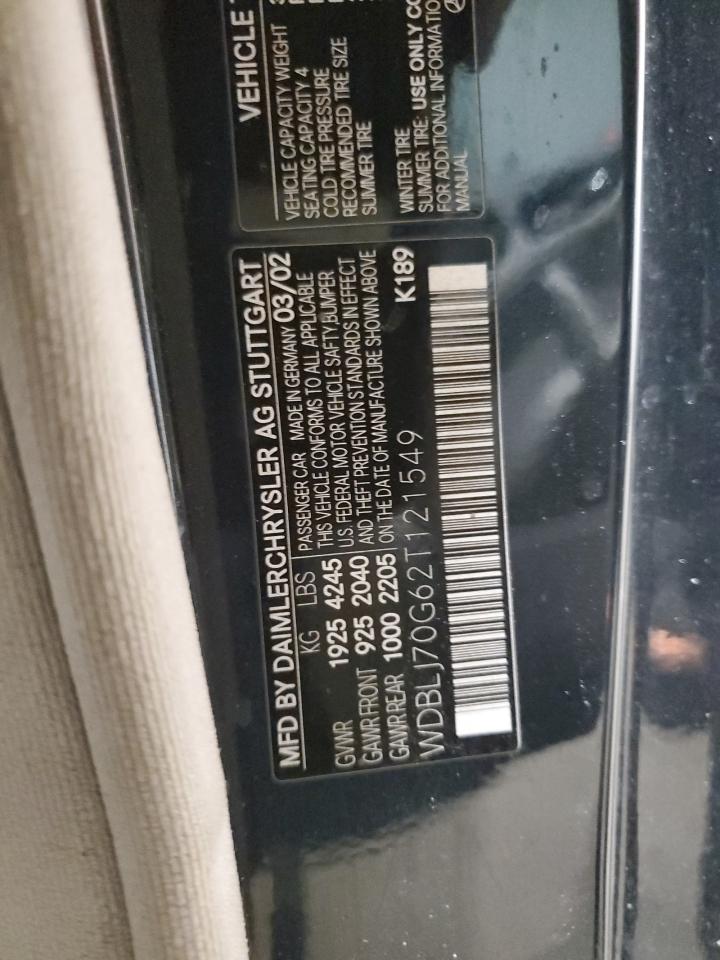 VEHICLE
VEHICLE CAPACITY WEIGHT
SEATING CAPACITY 4
COLD TIRE PRESSURE
RECOMMENDED TIRE SIZE
SUMMER TIRE
WINTER TIRE
SUMMER TIRE: USE ONLY
FOR ADDITIONAL INFORMATIO
MANUAL
MFD BY DAIMLERCHRYSLER AG STUTTGART
KG LBS PASSENGER CAR MADE IN GERMANY 03/02
GVWR 1925 4245 THIS VEHICLE CONFORMS TO ALL APPLICABLE
GAWR FRONT 925 2040 U.S. FEDERAL MOTOR VEHICLE SAFTY,BUMPER
GAWR REAR 1000 2205 AND THEFT PREVENTION STANDARDS IN EFFECT
ON THE DATE OF MANUFACTURE SHOWN ABOVE
WDBLJ70G62T121549 K189